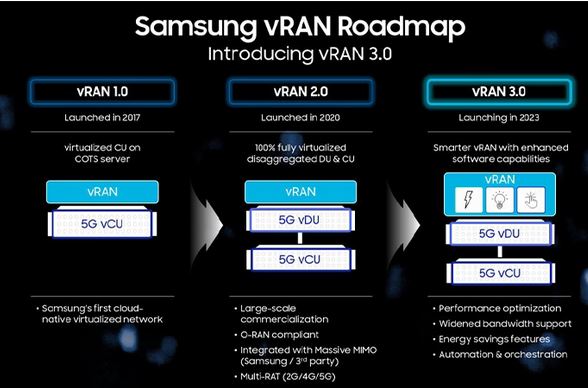 Samsung vRAN Roadmap
Introducing vRAN 3.0
vRAN 1.0
Launched in 2017
virtualized CU on
COTS server
vRAN
5G vCU
• Samsung's first cloud-
native virtualized network
vRAN 2.0
Launched in 2020
100% fully virtualized
disaggregated DU & CU
vRAN
5G vDU
5G vCU
• Large-scale
commercialization
• O-RAN compliant
• Integrated with Massive MIMO
(Samsung / 3rd party)
• Multi-RAT (2G/4G/5G)
vRAN 3.0
Launching in 2023
Smarter vRAN with enhanced
software capabilities
vRAN
5G vDU
5G vCU
• Performance optimization
• Widened bandwidth support
• Energy savings features
• Automation & orchestration